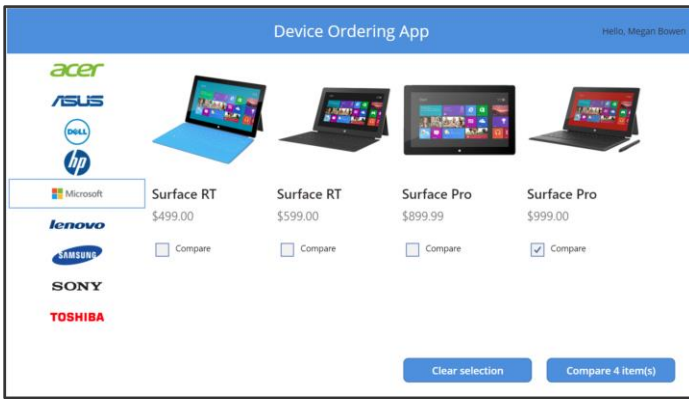 Device Ordering App
Hello, Megan Bowen
acer
ASUS
DELL
hp
Microsoft
lenovo
SAMSUNG
SONY
TOSHIBA
Surface RT
$499.00
Compare
Surface RT
$599.00
Compare
Surface Pro
$899.99
Compare
Surface Pro
$999.00
Compare
Clear selection
Compare 4 item(s)